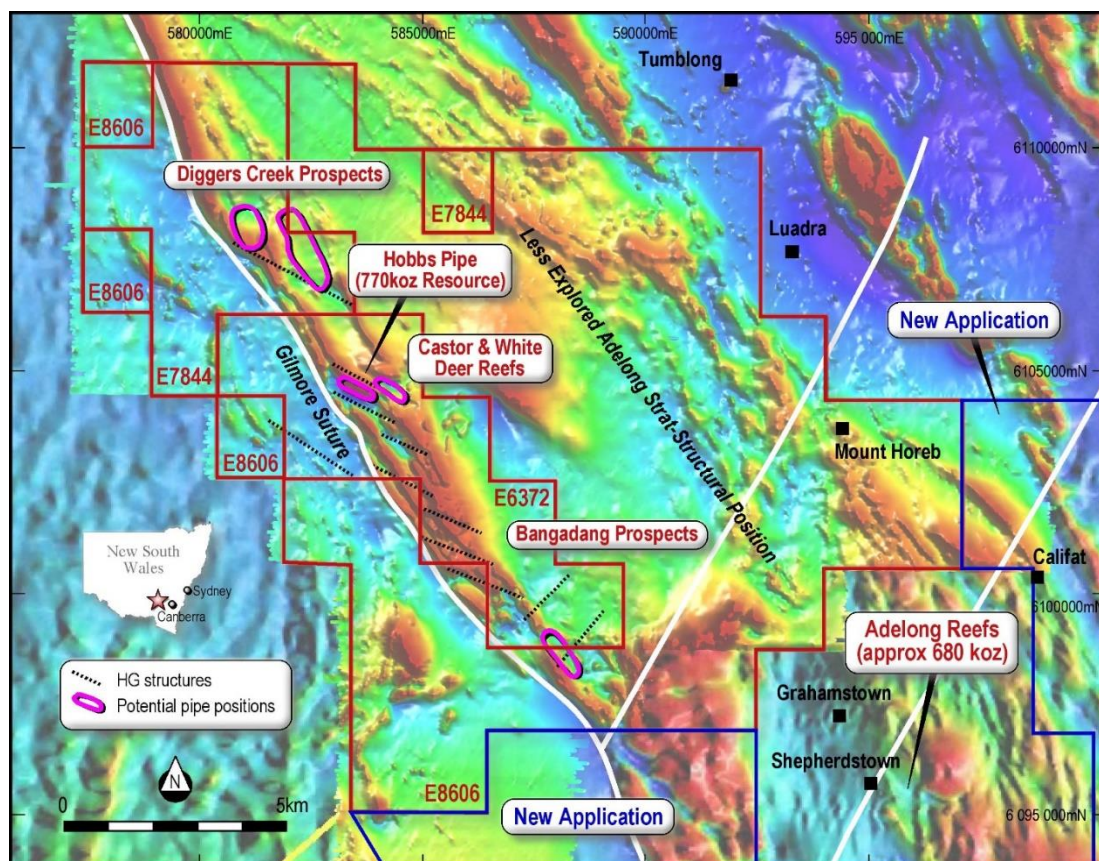 580000mE
585000mE
590000mE
595 000mE
Tumblong
E8606
6110000mN
Diggers Creek Prospects
E7844
Luadra
Hobbs Pipe
(770koz Resource)
E8606
New Application
Castor & White
Deer Reefs
Less Explored Adelong Strat-Structural Position
Gilmore Suture
E7844
6105000mN
Mount Horeb
E8606
E6372
Bangadang Prospects
New South
Wales
Sydney
Canberra
Califat
6100000mN
Adelong Reefs
(approx 680 koz)
HG structures
Potential pipe positions
Grahamstown
Shepherdstown
N
0
5km
E8606
New Application
6 095 000mN